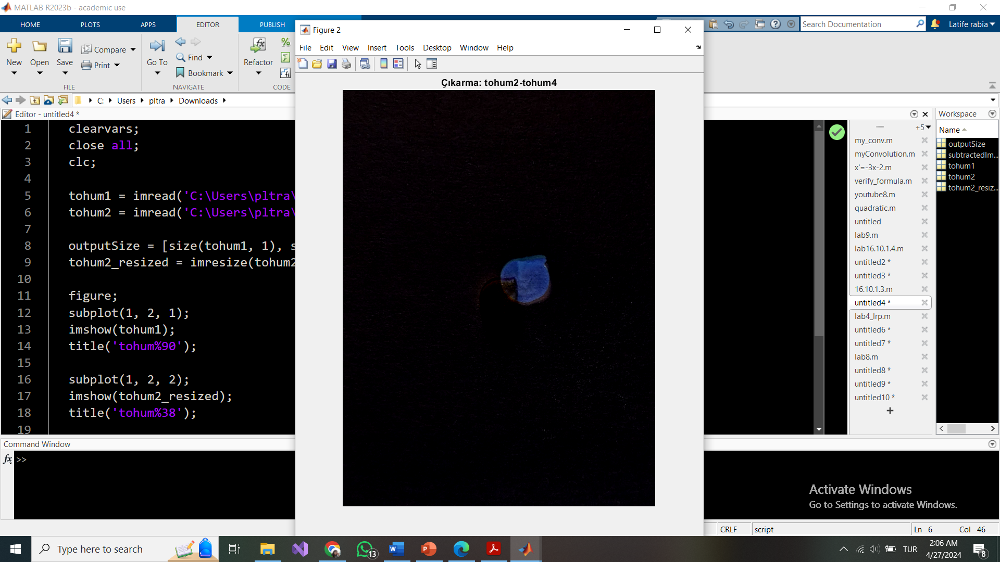 MATLAB R2023b - academic use
HOME PLOTS APPS EDITOR PUBLISH
Search Documentation
Latife rabia
New Open Save Compare Print
Go To Find Bookmark
Refactor
FILE NAVIGATE CODE
C: Users pltra Downloads
Editor - untitled4 *
1 clearvars;
2 close all;
3 clc;
4
5 tohum1 = imread('C:\Users\pltra\
6 tohum2 = imread('C:\Users\pltra\
7
8 outputSize = [size(tohum1, 1), s
9 tohum2_resized = imresize(tohum2
10
11 figure;
12 subplot(1, 2, 1);
13 imshow(tohum1);
14 title('tohum%90');
15
16 subplot(1, 2, 2);
17 imshow(tohum2_resized);
18 title('tohum%38');
19
Figure 2
File Edit View Insert Tools Desktop Window Help
Çıkarma: tohum2-tohum4
+5
my_conv.m
myConvolution.m
x'=-3x-2.m
verify_formula.m
youtube8.m
quadratic.m
untitled
lab9.m
lab16.10.1.4.m
untitled2 *
untitled3 *
16.10.1.3.m
untitled4 *
lab4_lrp.m
untitled6 *
untitled7 *
lab8.m
untitled8 *
untitled9 *
untitled10 *
Workspace
Name
outputSize
subtractedIm...
tohum1
tohum2
tohum2_resiz...
Command Window
fx >>
Activate Windows
Go to Settings to activate Windows.
CRLF script Ln 6 Col 46
Type here to search
13
TUR
2:06 AM
4/27/2024
8